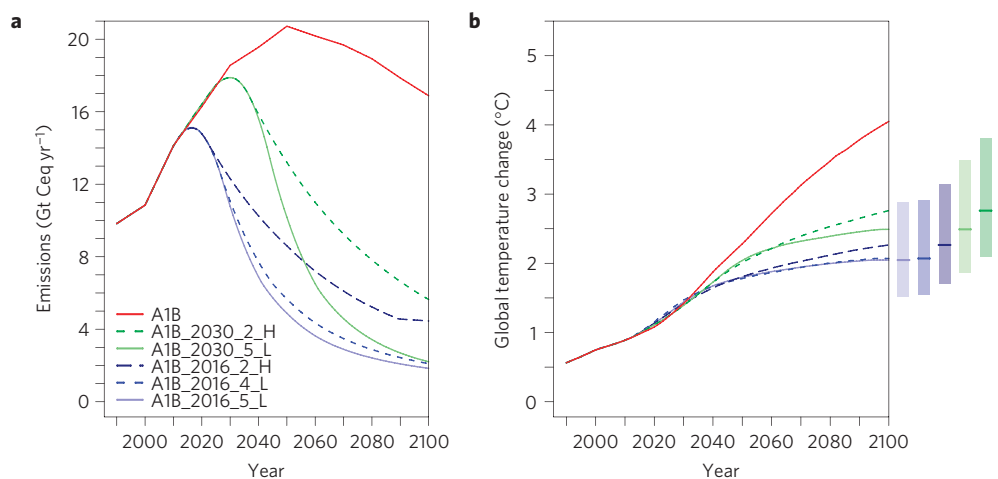 a
Emissions (Gt Ceq yr⁻¹)
20
16
12
8
4
0
A1B
A1B_2030_2_H
A1B_2030_5_L
A1B_2016_2_H
A1B_2016_4_L
A1B_2016_5_L
2000 2020 2040 2060 2080 2100
Year
b
Global temperature change (°C)
5
4
3
2
1
0
2000 2020 2040 2060 2080 2100
Year